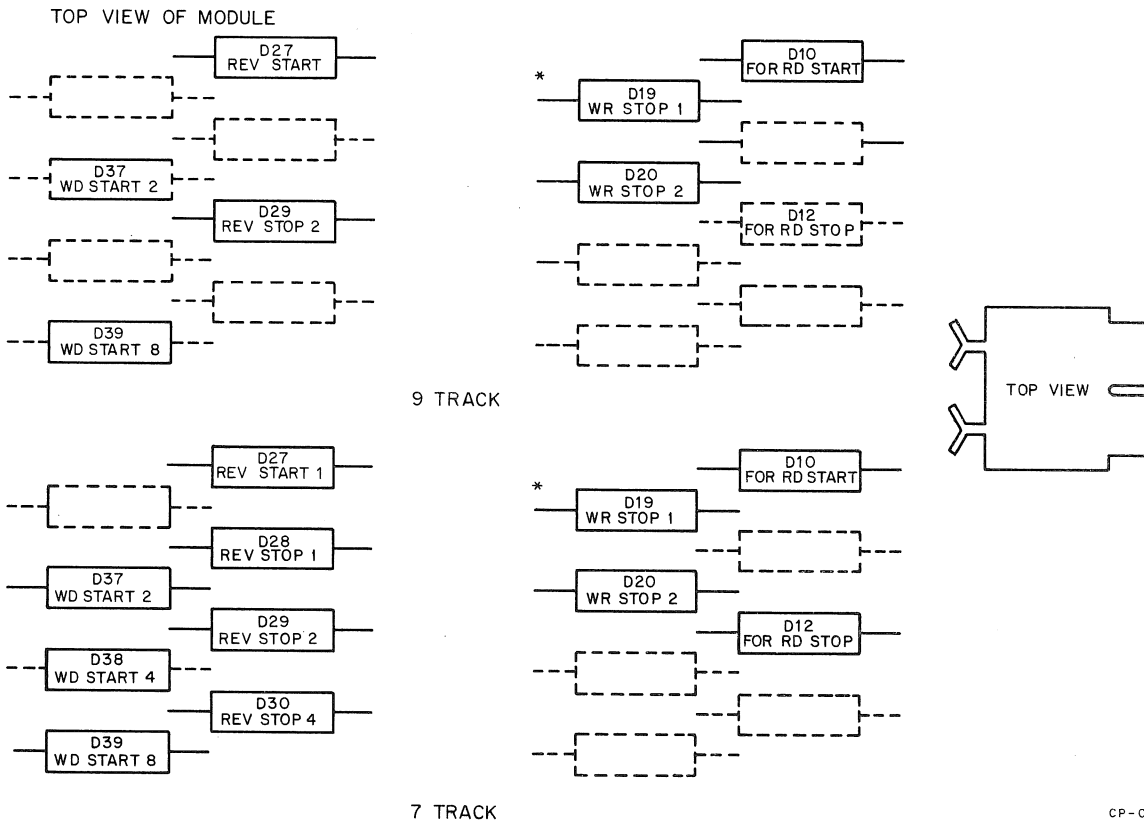 TOP VIEW OF MODULE
D27
REV START
D37
WD START 2
D29
REV STOP 2
D39
WD START 8
D10
FOR RD START
*
D19
WR STOP 1
D20
WR STOP 2
D12
FOR RD STOP
TOP VIEW
9 TRACK
D27
REV START 1
D28
REV STOP 1
D37
WD START 2
D29
REV STOP 2
D38
WD START 4
D30
REV STOP 4
D39
WD START 8
D10
FOR RD START
*
D19
WR STOP 1
D20
WR STOP 2
D12
FOR RD STOP
7 TRACK